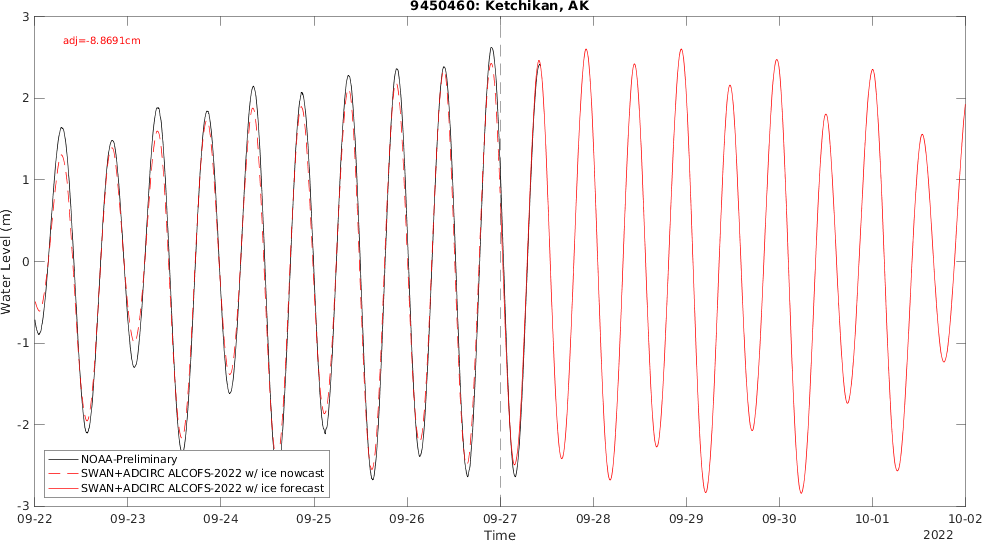 9450460: Ketchikan, AK
adj=-8.8691cm
Water Level (m)
3
2
1
0
-1
-2
-3
NOAA-Preliminary
SWAN+ADCIRC ALCOFS-2022 w/ ice nowcast
SWAN+ADCIRC ALCOFS-2022 w/ ice forecast
09-22 09-23 09-24 09-25 09-26 09-27 09-28 09-29 09-30 10-01 10-02
Time
2022